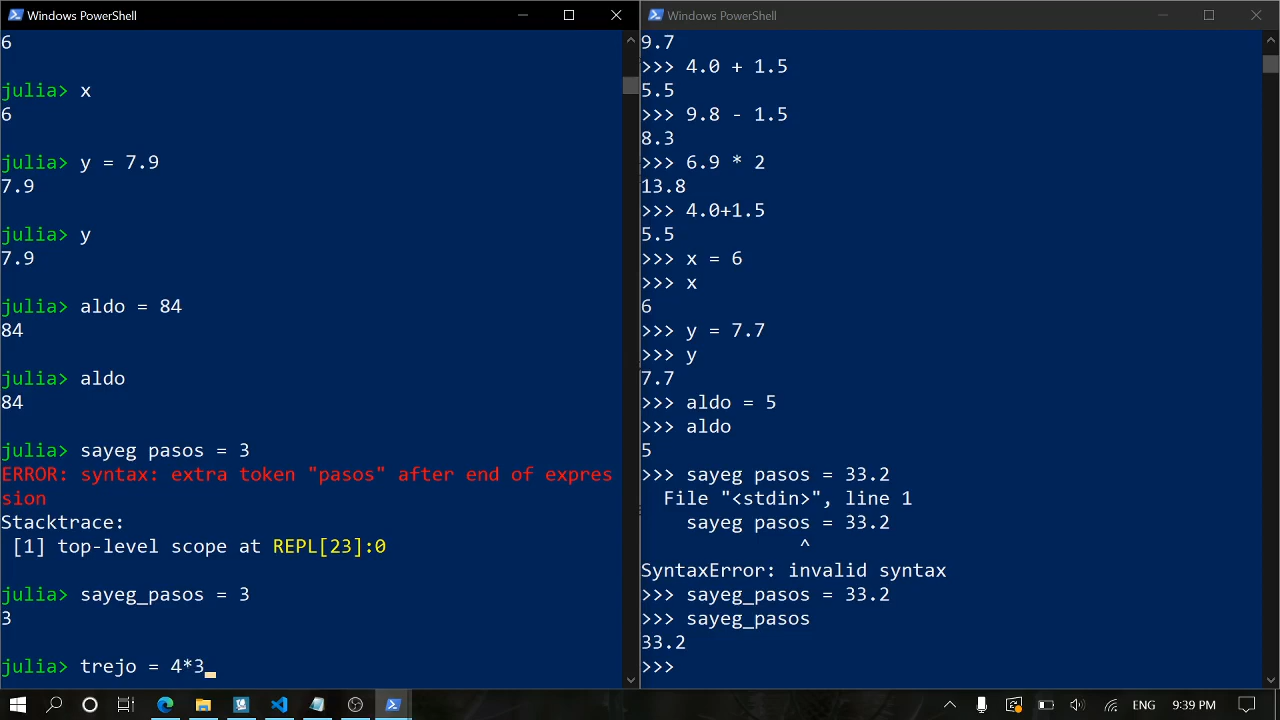 Windows PowerShell
6
julia> x
6
julia> y = 7.9
7.9
julia> y
7.9
julia> aldo = 84
84
julia> aldo
84
julia> sayeg pasos = 3
ERROR: syntax: extra token "pasos" after end of expres
sion
Stacktrace:
 [1] top-level scope at REPL[23]:0
julia> sayeg_pasos = 3
3
julia> trejo = 4*3_
Windows PowerShell
9.7
>>> 4.0 + 1.5
5.5
>>> 9.8 - 1.5
8.3
>>> 6.9 * 2
13.8
>>> 4.0+1.5
5.5
>>> x = 6
>>> x
6
>>> y = 7.7
>>> y
7.7
>>> aldo = 5
>>> aldo
5
>>> sayeg pasos = 33.2
  File "<stdin>", line 1
    sayeg pasos = 33.2
              ^
SyntaxError: invalid syntax
>>> sayeg_pasos = 33.2
>>> sayeg_pasos
33.2
>>>
ENG
9:39 PM